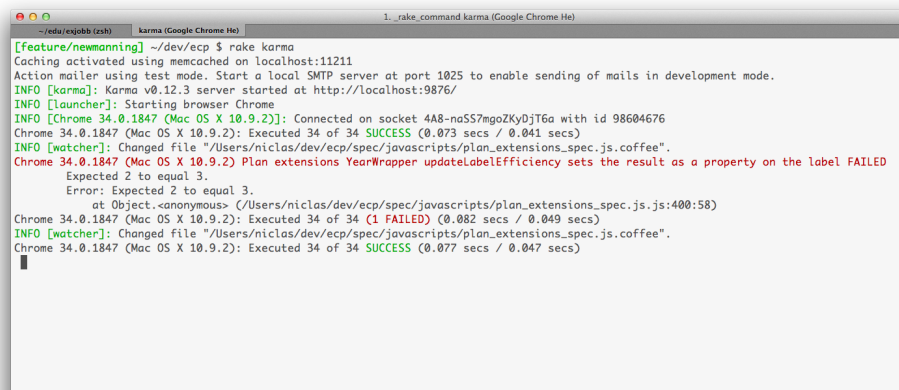 1. _rake_command karma (Google Chrome He)
~/edu/exjobb (zsh) karma (Google Chrome He)
[feature/newmanning] ~/dev/ecp $ rake karma
Caching activated using memcached on localhost:11211
Action mailer using test mode. Start a local SMTP server at port 1025 to enable sending of mails in development mode.
INFO [karma]: Karma v0.12.3 server started at http://localhost:9876/
INFO [launcher]: Starting browser Chrome
INFO [Chrome 34.0.1847 (Mac OS X 10.9.2)]: Connected on socket 4A8-naSS7mgoZKyDjT6a with id 98604676
Chrome 34.0.1847 (Mac OS X 10.9.2): Executed 34 of 34 SUCCESS (0.073 secs / 0.041 secs)
INFO [watcher]: Changed file "/Users/niclas/dev/ecp/spec/javascripts/plan_extensions_spec.js.coffee".
Chrome 34.0.1847 (Mac OS X 10.9.2) Plan extensions YearWrapper updateLabelEfficiency sets the result as a property on the label FAILED
Expected 2 to equal 3.
Error: Expected 2 to equal 3.
at Object.<anonymous> (/Users/niclas/dev/ecp/spec/javascripts/plan_extensions_spec.js.js:400:58)
Chrome 34.0.1847 (Mac OS X 10.9.2): Executed 34 of 34 (1 FAILED) (0.082 secs / 0.049 secs)
INFO [watcher]: Changed file "/Users/niclas/dev/ecp/spec/javascripts/plan_extensions_spec.js.coffee".
Chrome 34.0.1847 (Mac OS X 10.9.2): Executed 34 of 34 SUCCESS (0.077 secs / 0.047 secs)